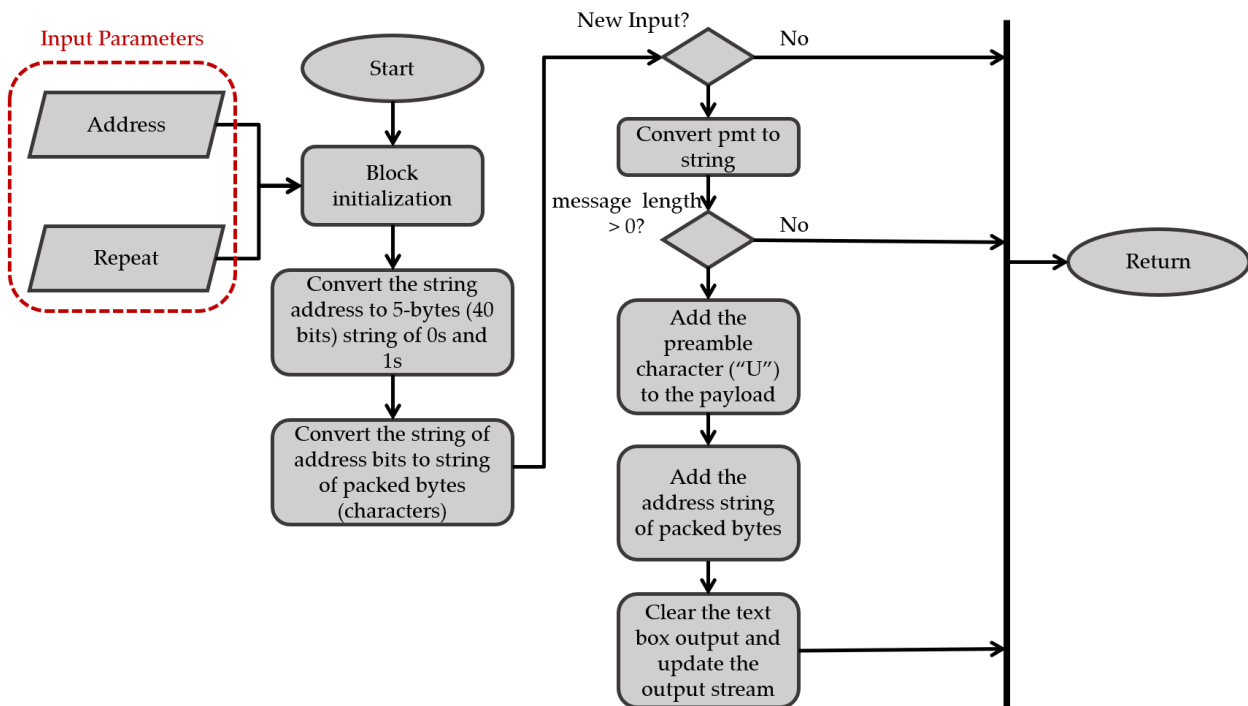 Input Parameters
Address
Repeat
Start
Block
initialization
Convert the string
address to 5-bytes (40
bits) string of 0s and
1s
Convert the string of
address bits to string
of packed bytes
(characters)
New Input?
No
Convert pmt to
string
message length
> 0?
No
Add the
preamble
character (“U”)
to the payload
Add the
address string
of packed bytes
Clear the text
box output and
update the
output stream
Return